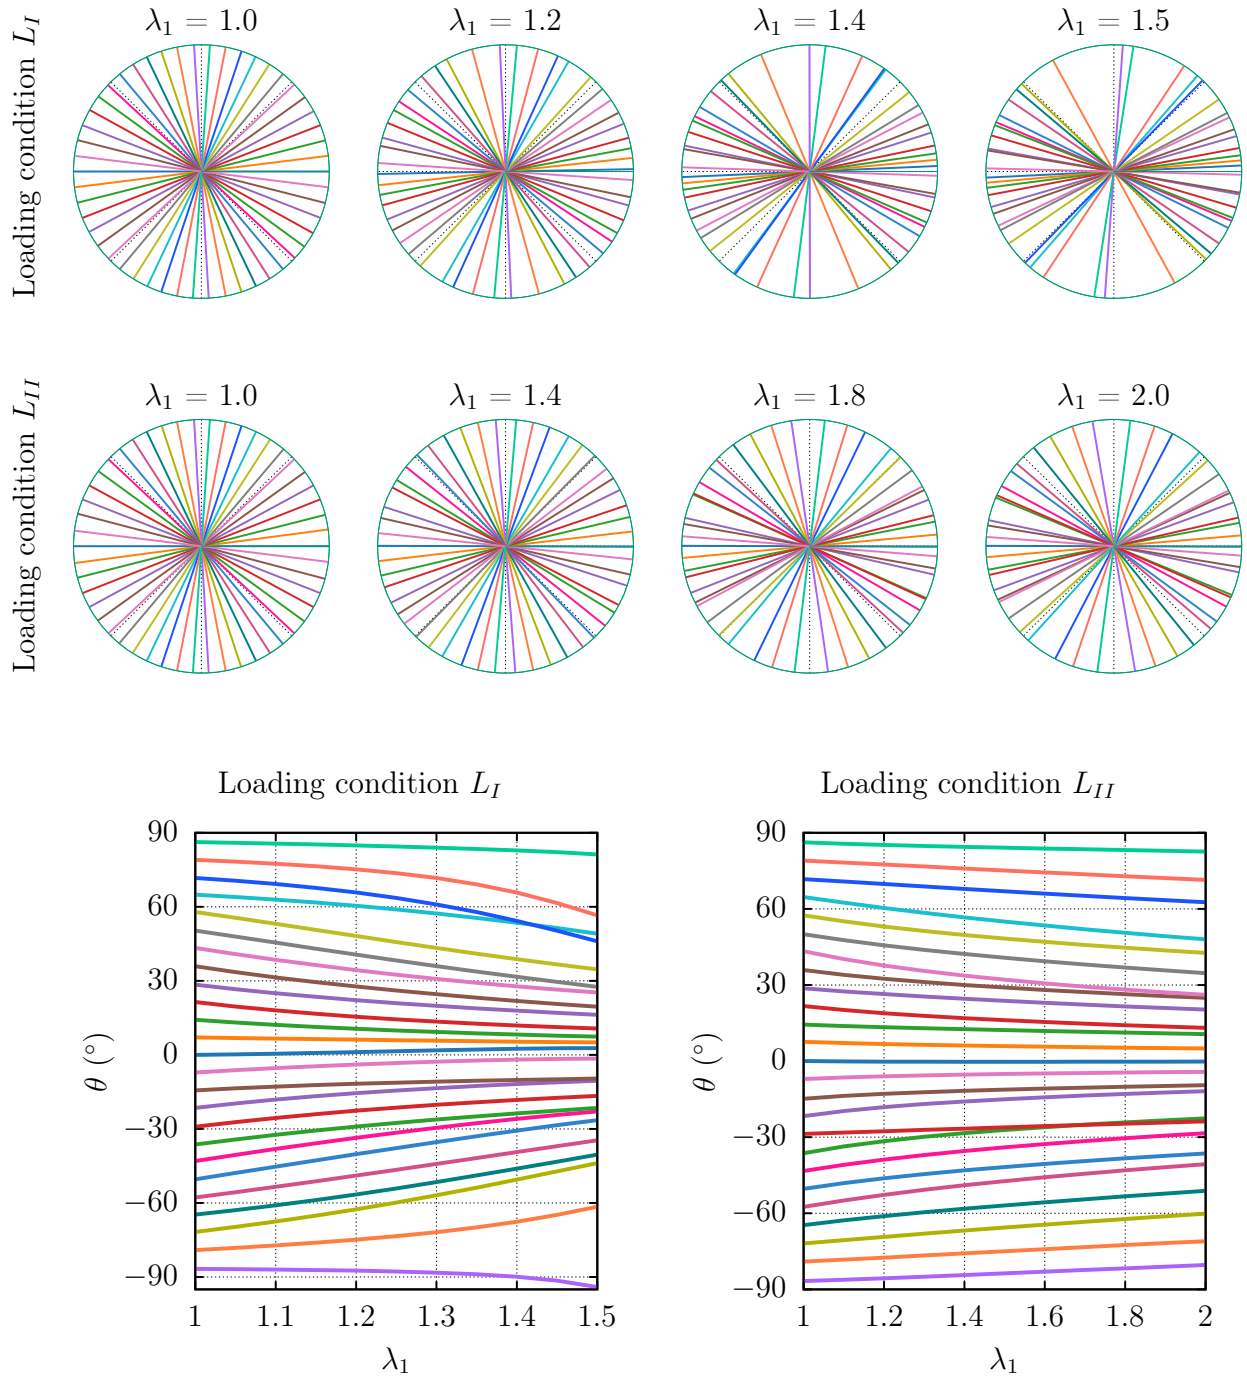 Loading condition L_I
λ₁ = 1.0 λ₁ = 1.2 λ₁ = 1.4 λ₁ = 1.5
Loading condition L_II
λ₁ = 1.0 λ₁ = 1.4 λ₁ = 1.8 λ₁ = 2.0
Loading condition L_I
θ (°)
90
60
30
0
−30
−60
−90
1 1.1 1.2 1.3 1.4 1.5
λ₁
Loading condition L_II
θ (°)
90
60
30
0
−30
−60
−90
1 1.2 1.4 1.6 1.8 2
λ₁